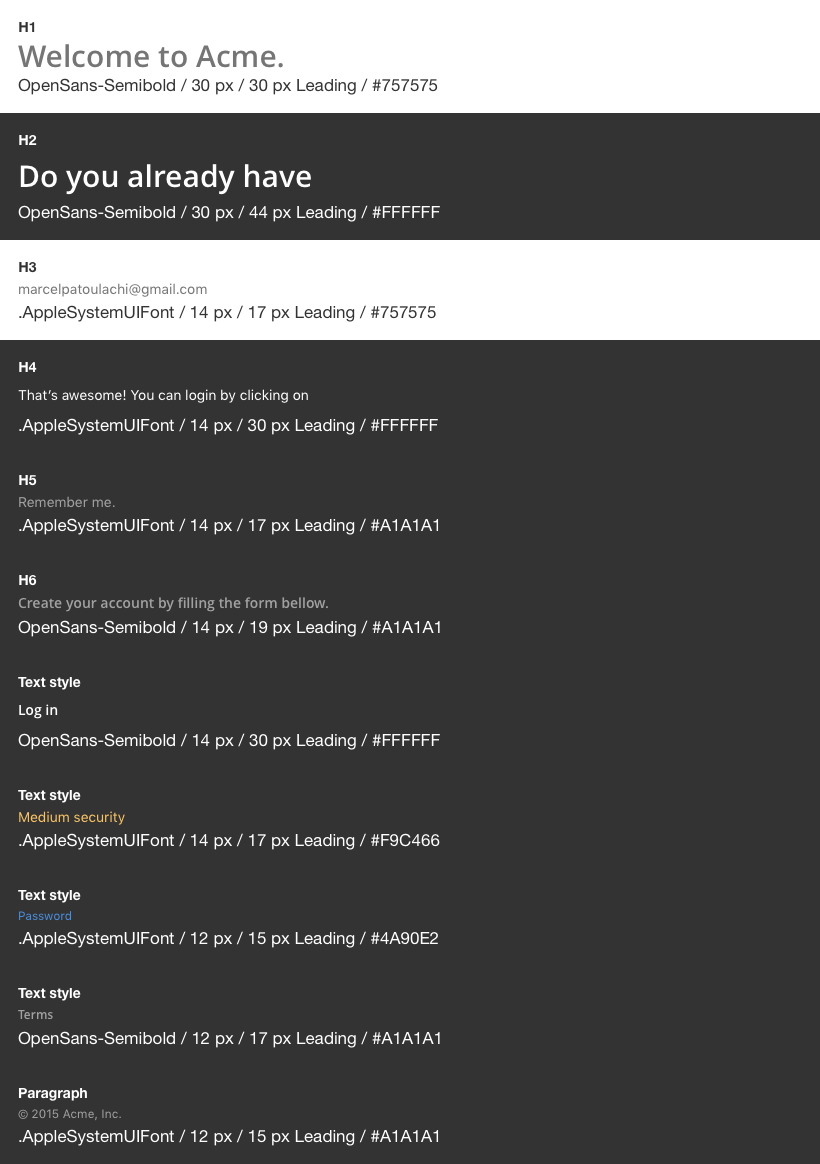 H1
Welcome to Acme.
OpenSans-Semibold / 30 px / 30 px Leading / #757575
H2
Do you already have
OpenSans-Semibold / 30 px / 44 px Leading / #FFFFFF
H3
marcelpatoulachi@gmail.com
.AppleSystemUIFont / 14 px / 17 px Leading / #757575
H4
That’s awesome! You can login by clicking on
.AppleSystemUIFont / 14 px / 30 px Leading / #FFFFFF
H5
Remember me.
.AppleSystemUIFont / 14 px / 17 px Leading / #A1A1A1
H6
Create your account by filling the form bellow.
OpenSans-Semibold / 14 px / 19 px Leading / #A1A1A1
Text style
Log in
OpenSans-Semibold / 14 px / 30 px Leading / #FFFFFF
Text style
Medium security
.AppleSystemUIFont / 14 px / 17 px Leading / #F9C466
Text style
Password
.AppleSystemUIFont / 12 px / 15 px Leading / #4A90E2
Text style
Terms
OpenSans-Semibold / 12 px / 17 px Leading / #A1A1A1
Paragraph
© 2015 Acme, Inc.
.AppleSystemUIFont / 12 px / 15 px Leading / #A1A1A1